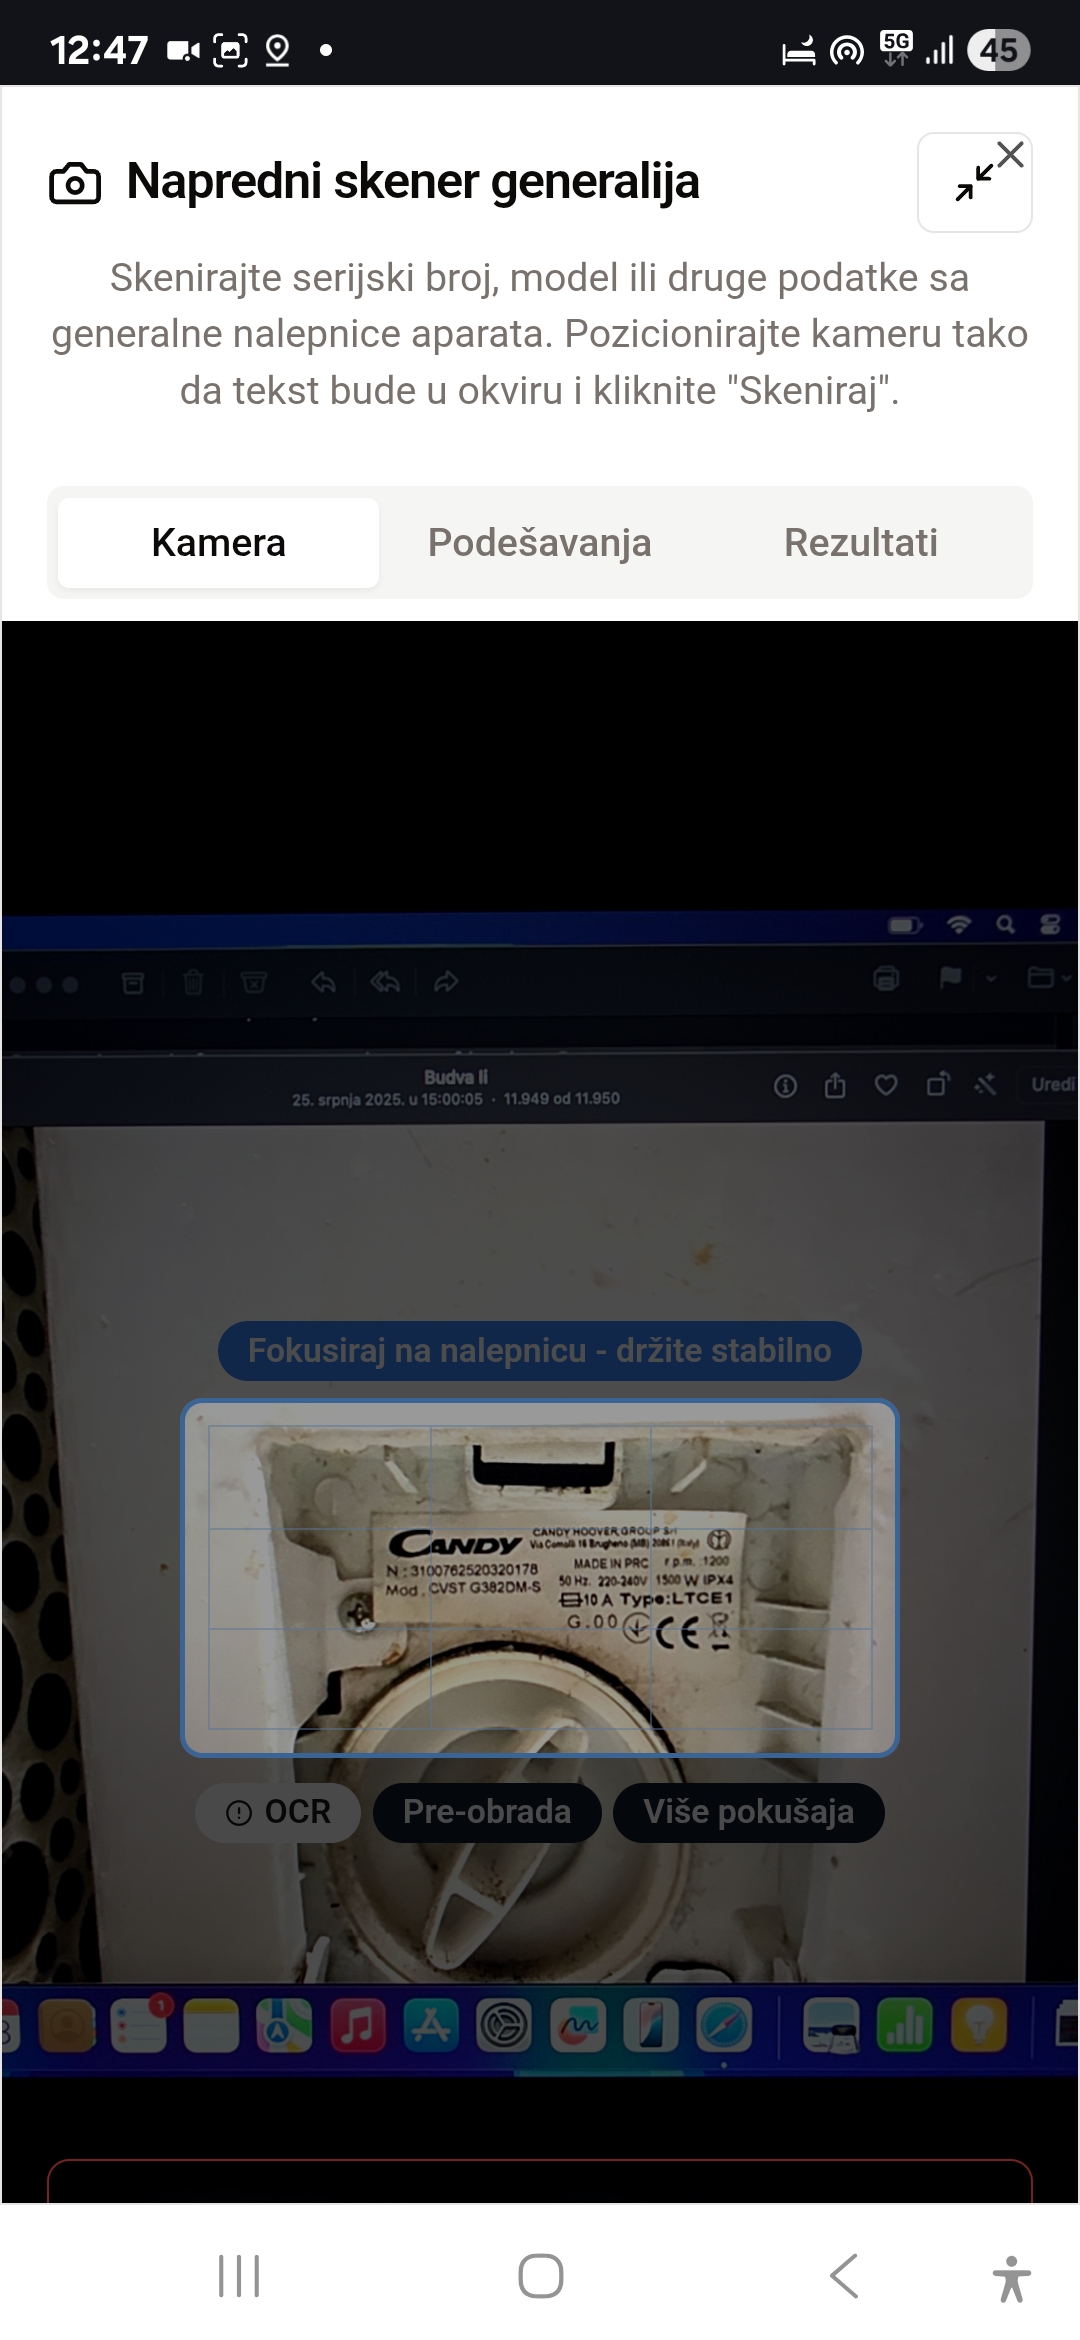 12:47
5G
45
Napredni skener generalija
Skenirajte serijski broj, model ili druge podatke sa
generalne nalepnice aparata. Pozicionirajte kameru tako
da tekst bude u okviru i kliknite "Skeniraj".
Kamera
Podešavanja
Rezultati
Budva Ii
25. srpnja 2025. u 15:00:05 · 11.949 od 11.950
Uredi
Fokusiraj na nalepnicu - držite stabilno
CANDY
CANDY HOOVER GROUP Srl
Via Comolli 16 Brugherio (MB) 20861 (Italy)
MADE IN PRC r.p.m. :1200
N :3100762520320178
50 Hz. 220-240V 1500 W IPX4
Mod. CVST G382DM-S
10 A Type:LTCE1
G.00 CE
OCR
Pre-obrada
Više pokušaja
1